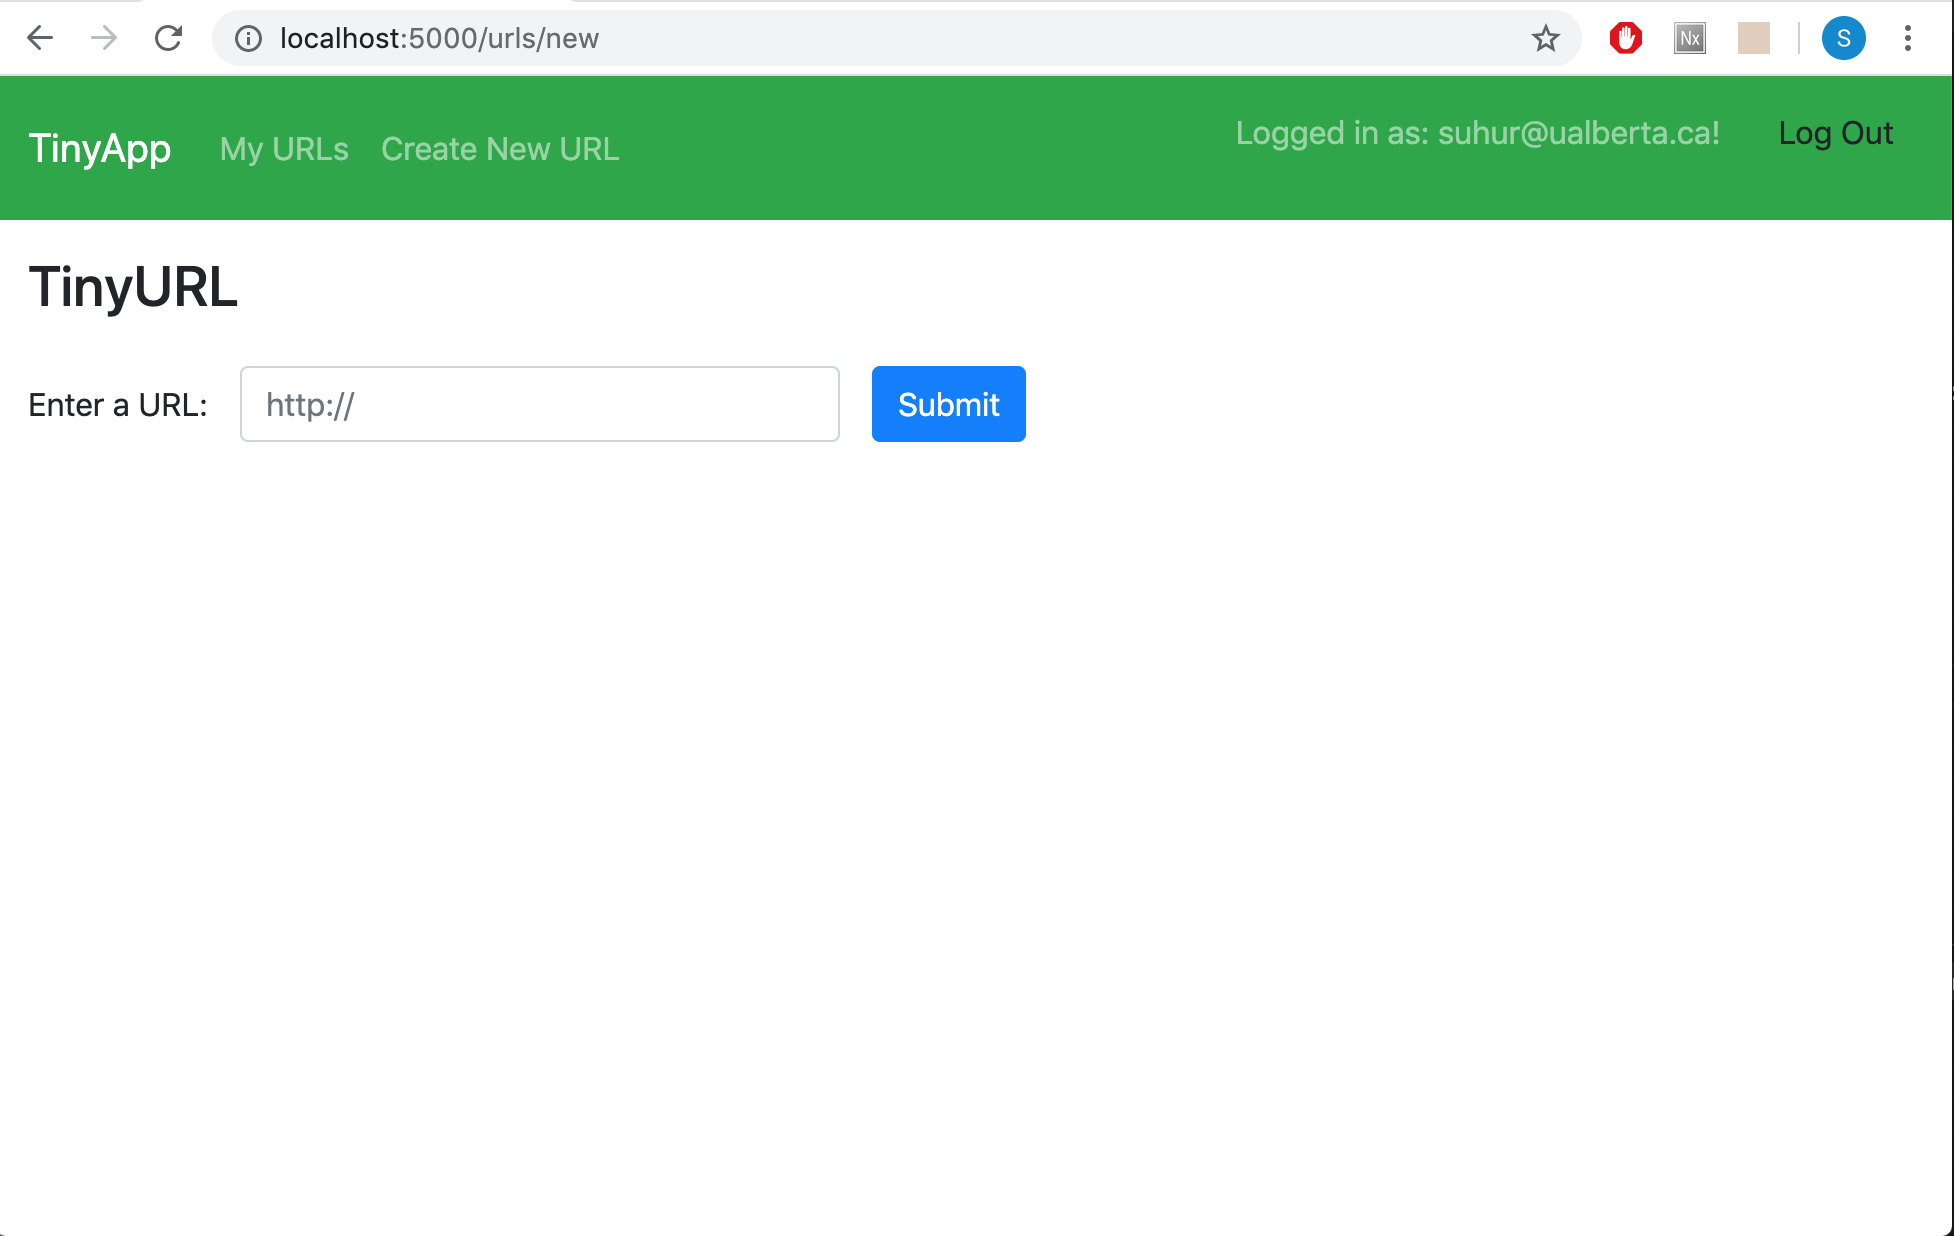 localhost:5000/urls/new
Nx
S
TinyApp My URLs Create New URL Logged in as: suhur@ualberta.ca! Log Out
TinyURL
Enter a URL: http:// Submit